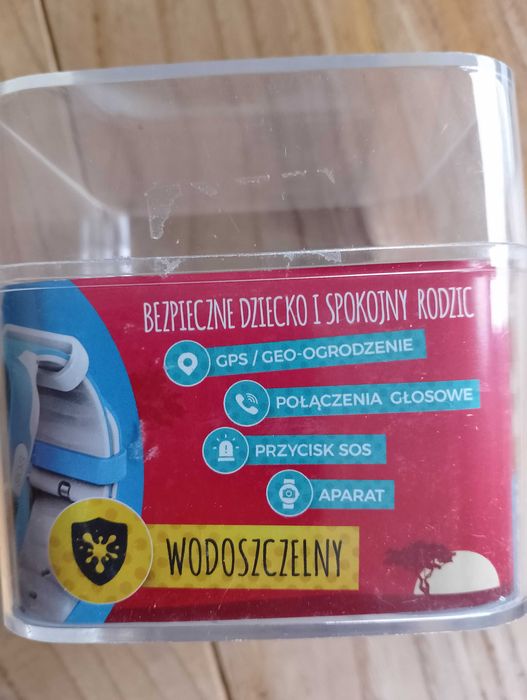 BEZPIECZNE DZIECKO I SPOKOJNY RODZIC
GPS / GEO-OGRODZENIE
POŁĄCZENIA GŁOSOWE
PRZYCISK SOS
APARAT
WODOSZCZELNY